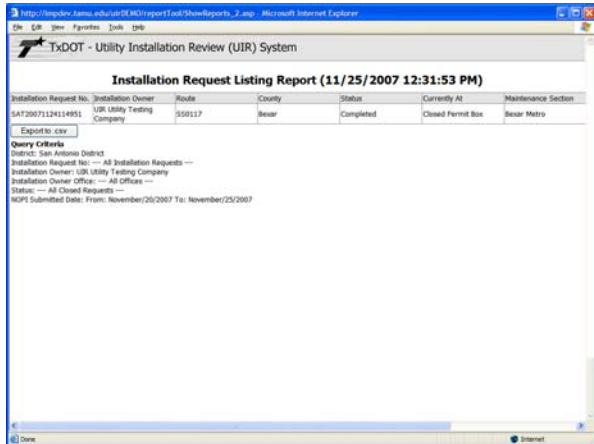 http://impdev.tamu.edu/uirDEMO/reportTool/ShowReports_2.asp - Microsoft Internet Explorer
File Edit View Favorites Tools Help
TxDOT - Utility Installation Review (UIR) System
Installation Request Listing Report (11/25/2007 12:31:53 PM)
Installation Request No. Installation Owner Route County Status Currently At Maintenance Section
SAT20071124114951 UIR Utility Testing Company SS0117 Bexar Completed Closed Permit Box Bexar Metro
Export to .csv
Query Criteria
District: San Antonio District
Installation Request No: --- All Installation Requests ---
Installation Owner: UIR Utility Testing Company
Installation Owner Office: --- All Offices ---
Status: --- All Closed Requests ---
NOPI Submitted Date: From: November/20/2007 To: November/25/2007
Done Internet